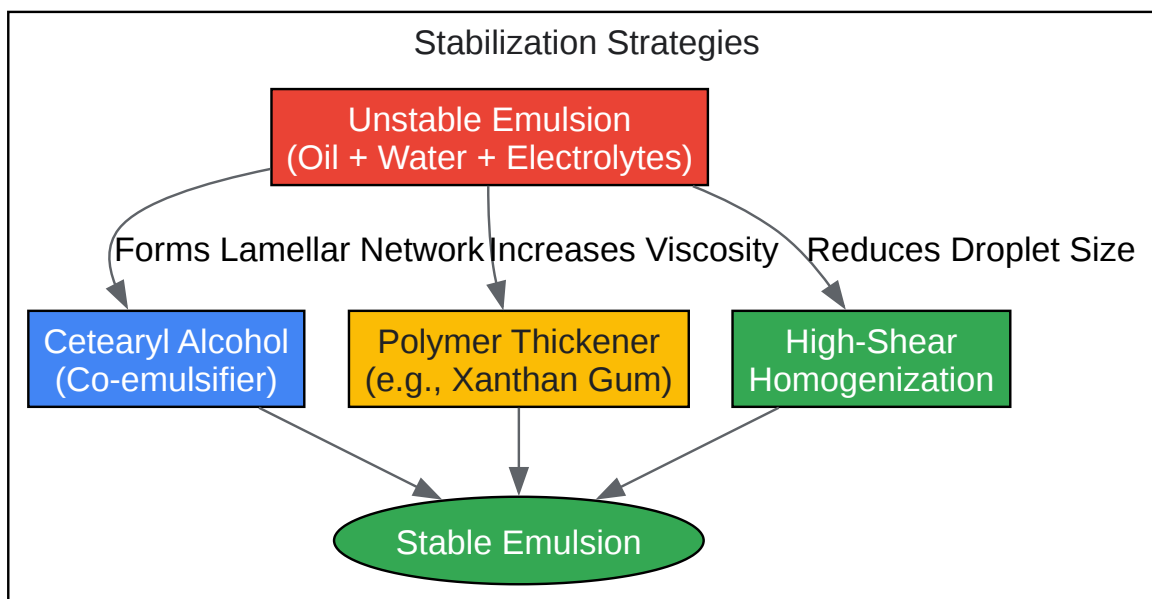 Stabilization Strategies
Unstable Emulsion
(Oil + Water + Electrolytes)
Forms Lamellar Network
Increases Viscosity
Reduces Droplet Size
Cetearyl Alcohol
(Co-emulsifier)
Polymer Thickener
(e.g., Xanthan Gum)
High-Shear
Homogenization
Stable Emulsion